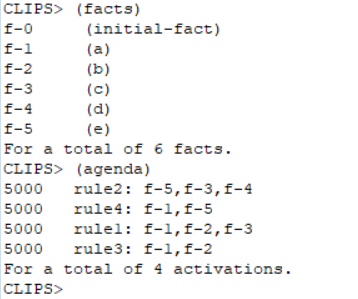 CLIPS> (facts)
f-0     (initial-fact)
f-1     (a)
f-2     (b)
f-3     (c)
f-4     (d)
f-5     (e)
For a total of 6 facts.
CLIPS> (agenda)
5000   rule2: f-5,f-3,f-4
5000   rule4: f-1,f-5
5000   rule1: f-1,f-2,f-3
5000   rule3: f-1,f-2
For a total of 4 activations.
CLIPS>